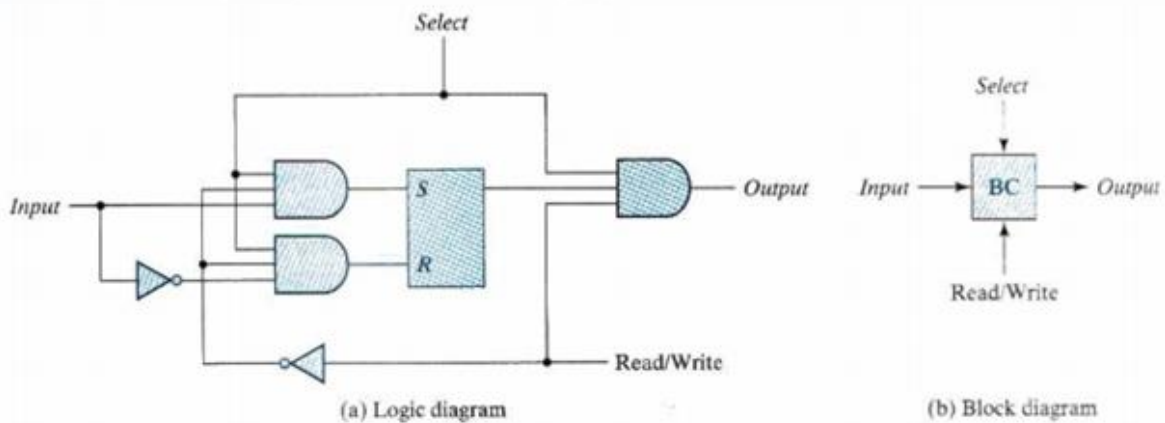 Select
Input
S
R
Output
Read/Write
(a) Logic diagram
Select
Input
BC
Output
Read/Write
(b) Block diagram